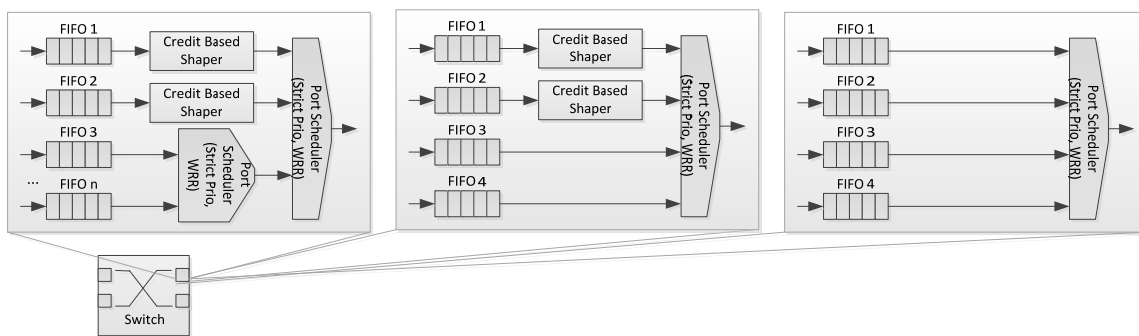 FIFO 1
Credit Based
Shaper
FIFO 2
Credit Based
Shaper
FIFO 3
...
FIFO n
Port
Scheduler
(Strict Prio,
WRR)
Port Scheduler
(Strict Prio, WRR)
FIFO 1
Credit Based
Shaper
FIFO 2
Credit Based
Shaper
FIFO 3
FIFO 4
Port Scheduler
(Strict Prio, WRR)
FIFO 1
FIFO 2
FIFO 3
FIFO 4
Port Scheduler
(Strict Prio, WRR)
Switch